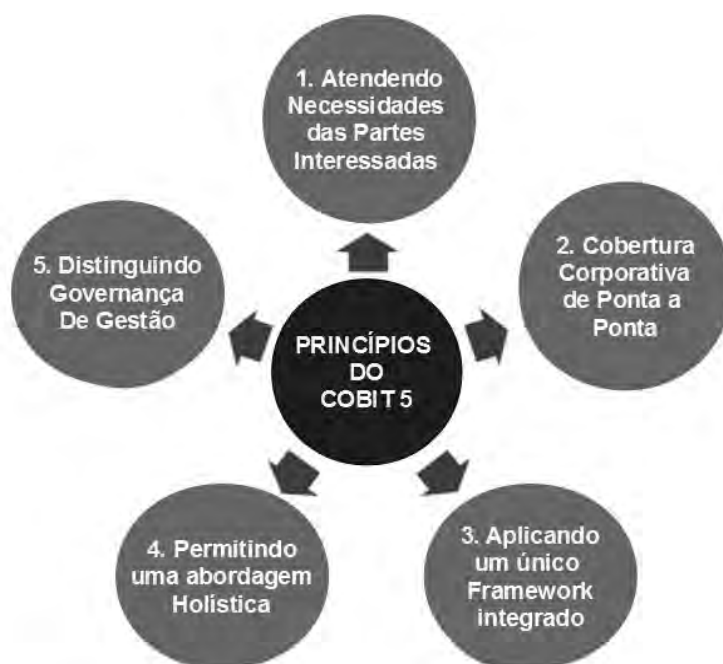 1. Atendendo
Necessidades
das Partes
Interessadas
2. Cobertura
Corporativa
de Ponta a
Ponta
3. Aplicando
um único
Framework
integrado
4. Permitindo
uma abordagem
Holística
5. Distinguindo
Governança
De Gestão
PRINCÍPIOS
DO
COBIT 5